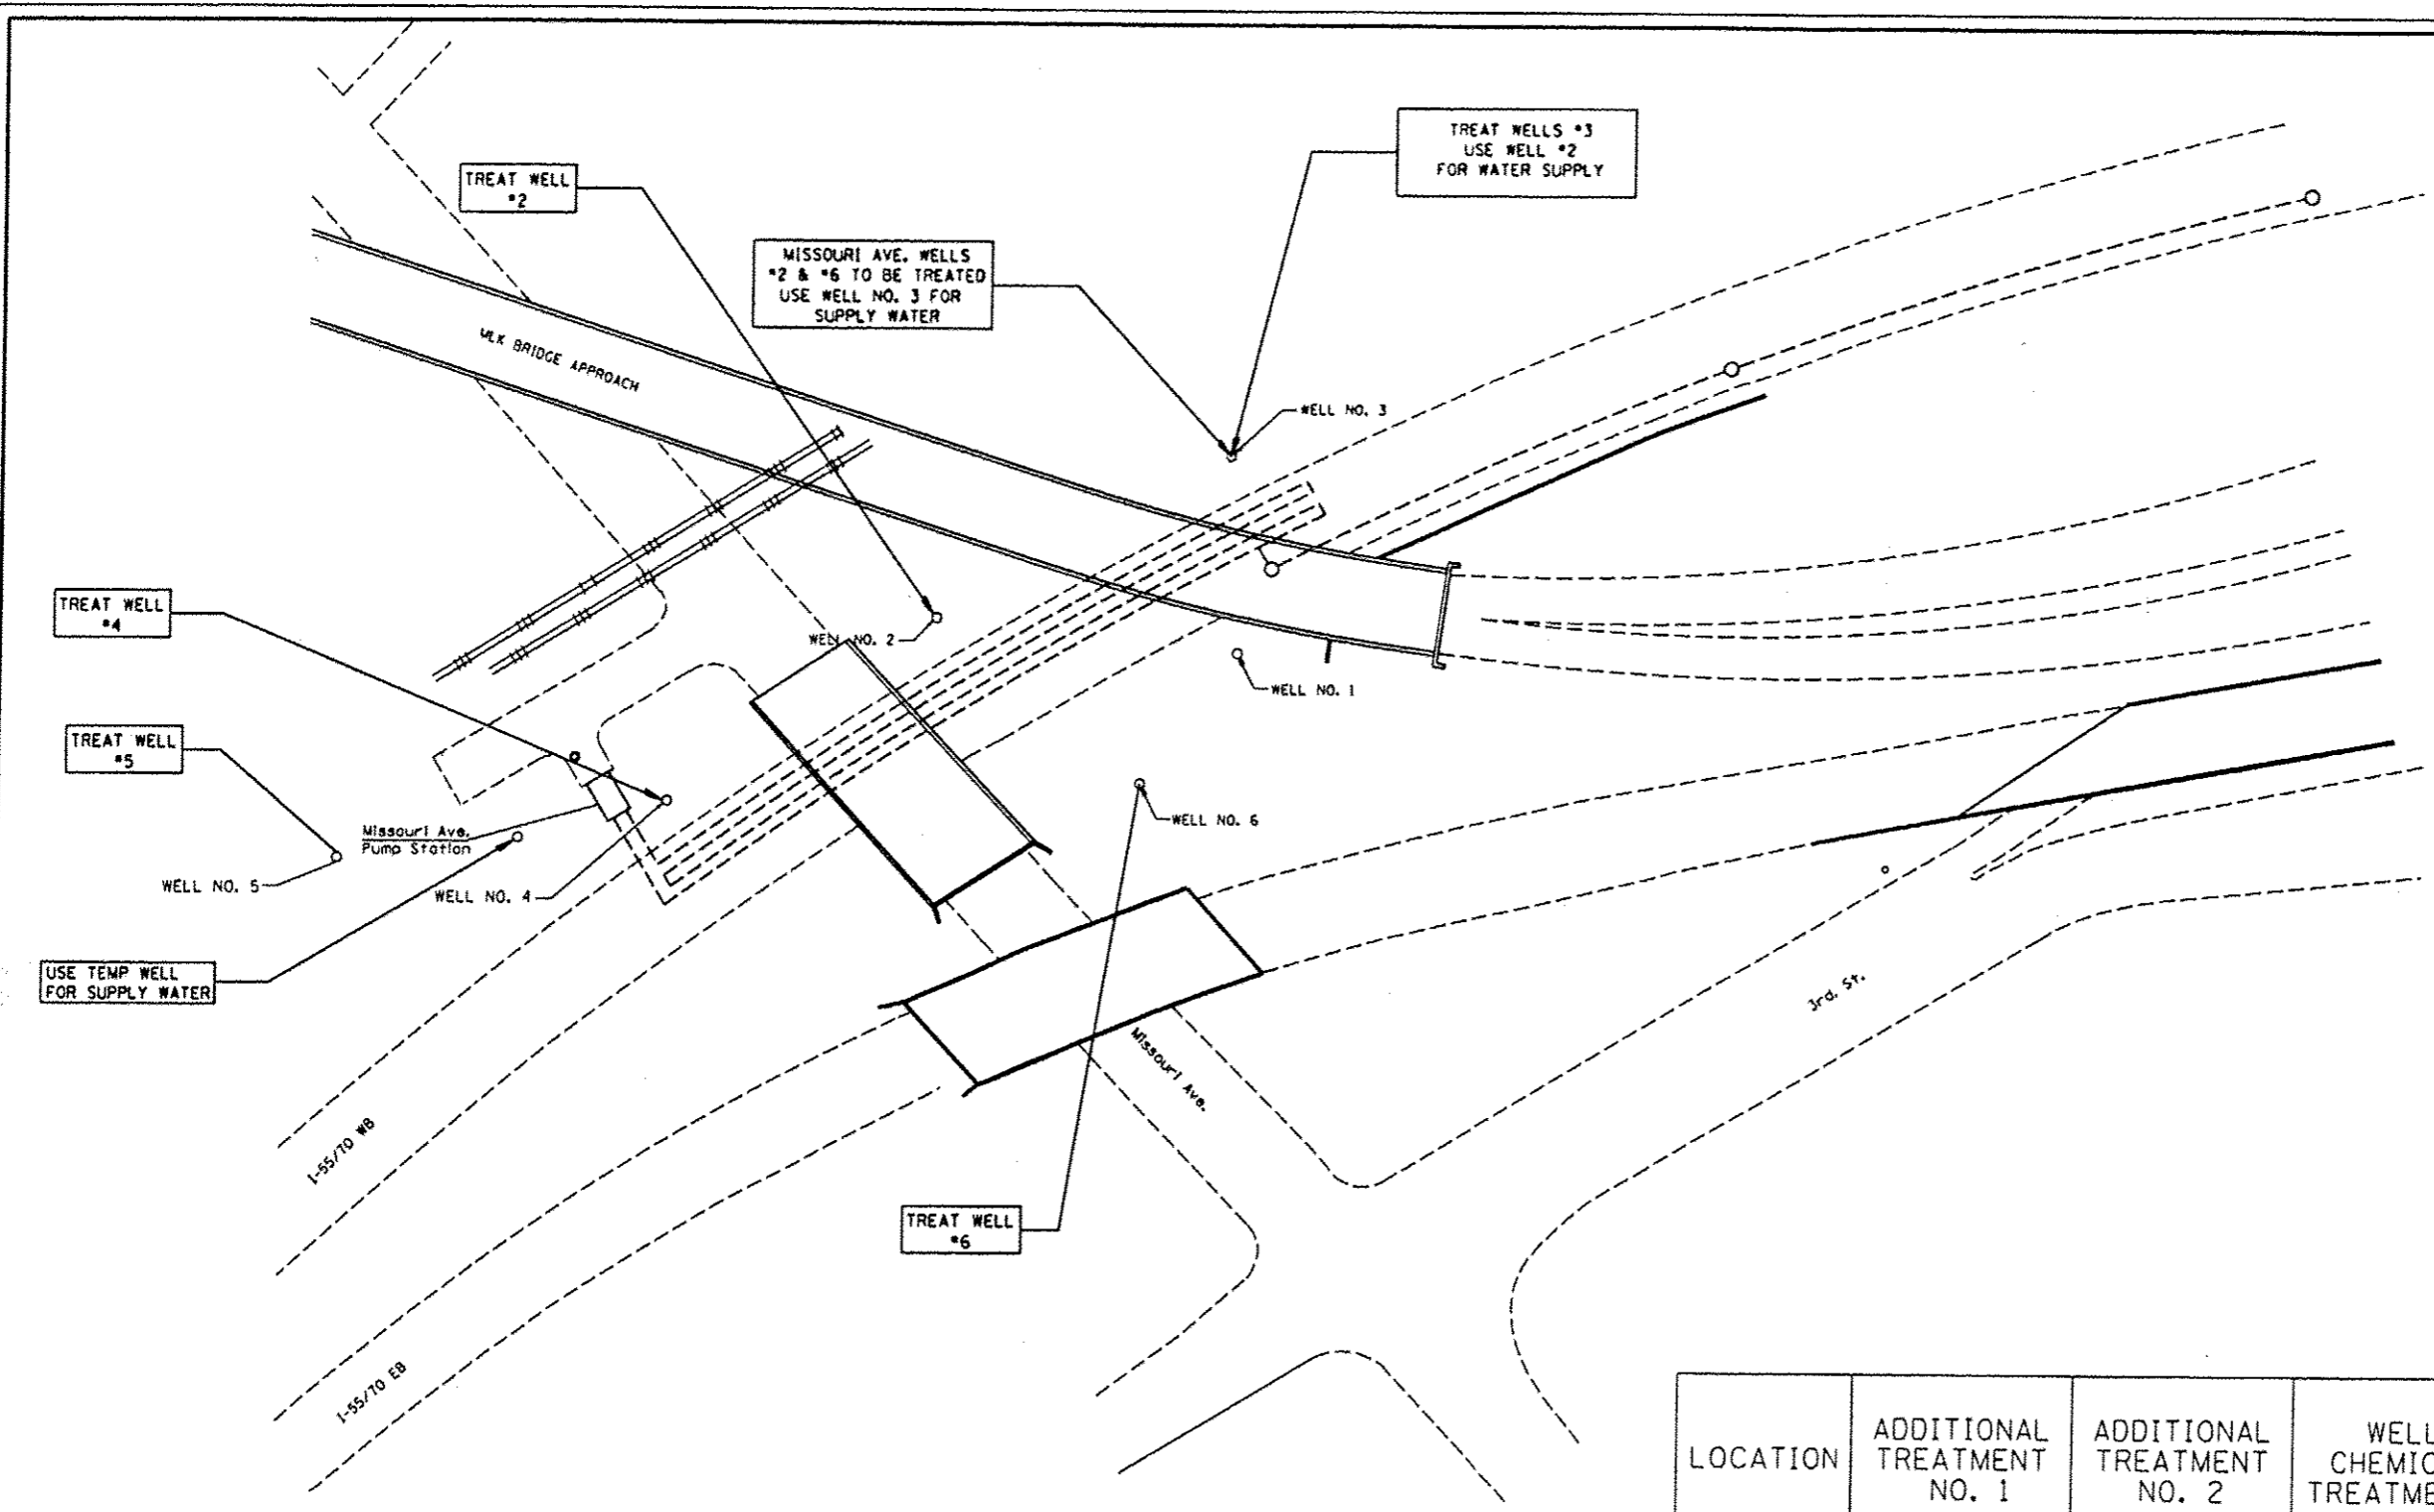 TREAT WELLS #3
USE WELL #2
FOR WATER SUPPLY
TREAT WELL
#2
MISSOURI AVE. WELLS
#2 & #6 TO BE TREATED
USE WELL NO. 3 FOR
SUPPLY WATER
MLK BRIDGE APPROACH
WELL NO. 3
TREAT WELL
#4
WELL NO. 2
WELL NO. 1
TREAT WELL
#5
Missouri Ave.
Pump Station
WELL NO. 6
WELL NO. 5
WELL NO. 4
USE TEMP WELL
FOR SUPPLY WATER
3rd. St.
Missouri Ave.
I-55/70 WB
TREAT WELL
#6
I-55/70 EB
LOCATION
ADDITIONAL
TREATMENT
NO. 1
ADDITIONAL
TREATMENT
NO. 2
WELL
CHEMIC
TREATME